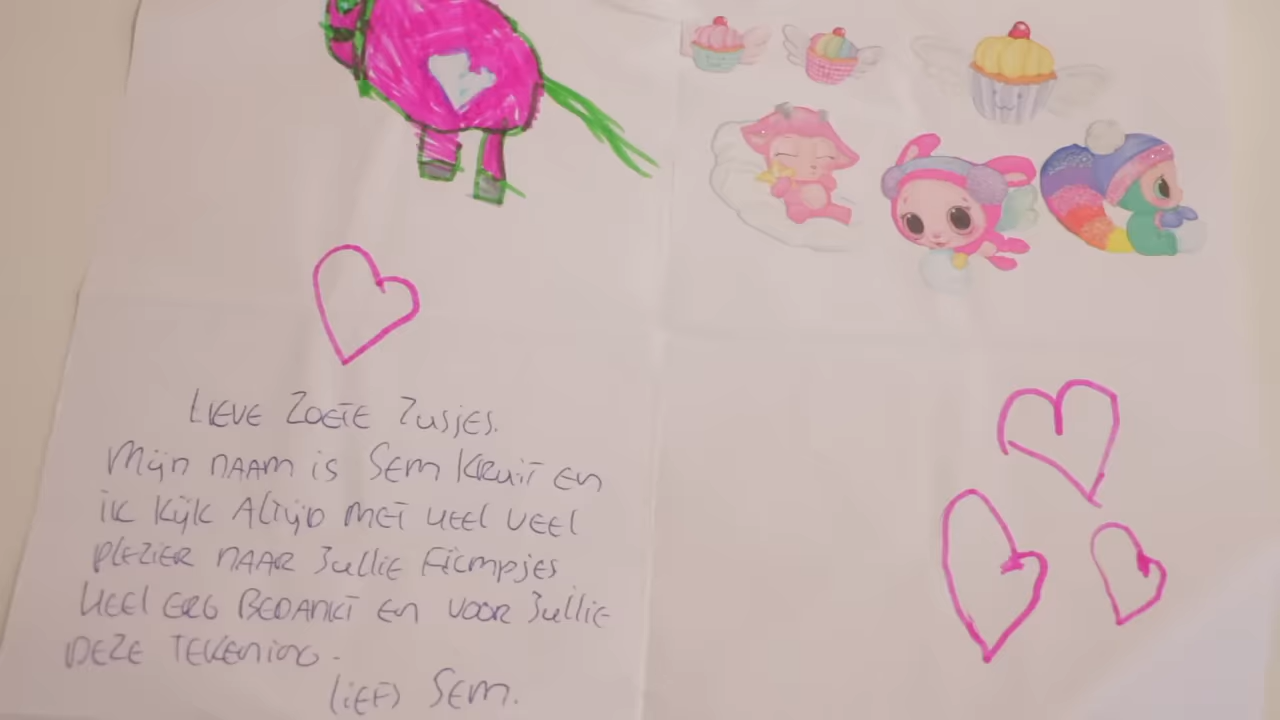 Lieve Zoete Zusjes.
Mijn naam is Sem Kruit en
ik kijk Altijd met heel veel
plezier naar Jullie Filmpjes
Heel erg Bedankt en voor Jullie
deze tekening.
Liefs Sem.